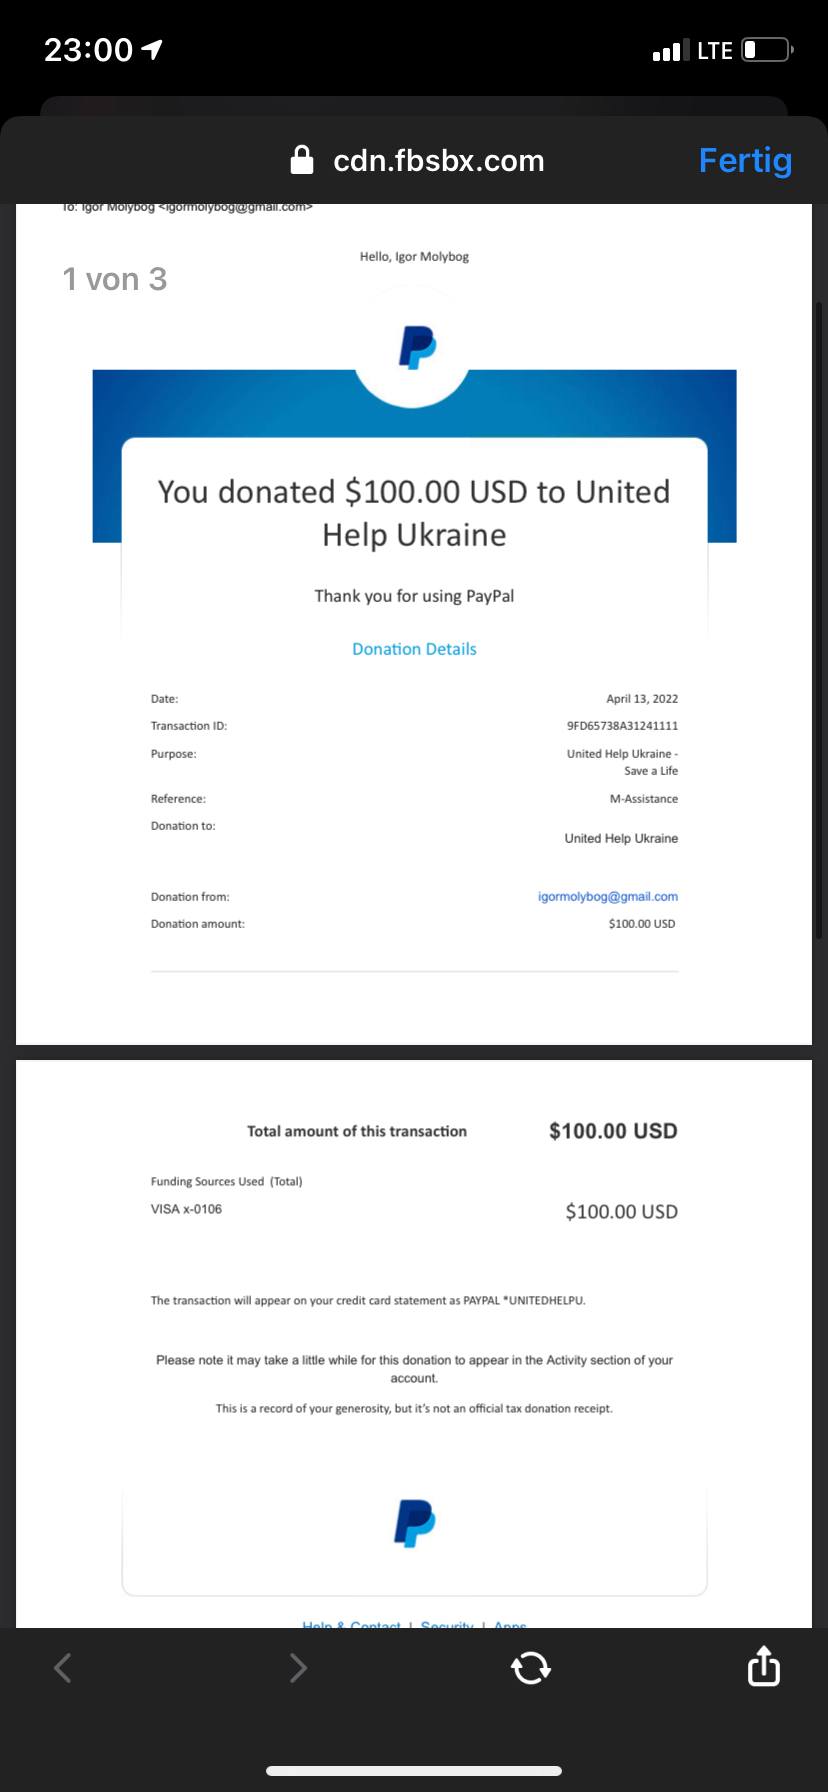 23:00
LTE
cdn.fbsbx.com
Fertig
To: Igor Molybog <igormolybog@gmail.com>
Hello, Igor Molybog
1 von 3
You donated $100.00 USD to United
Help Ukraine
Thank you for using PayPal
Donation Details
Date: April 13, 2022
Transaction ID: 9FD65738A31241111
Purpose: United Help Ukraine -
Save a Life
Reference: M-Assistance
Donation to:
United Help Ukraine
Donation from: igormolybog@gmail.com
Donation amount: $100.00 USD
Total amount of this transaction $100.00 USD
Funding Sources Used (Total)
VISA x-0106 $100.00 USD
The transaction will appear on your credit card statement as PAYPAL *UNITEDHELPU.
Please note it may take a little while for this donation to appear in the Activity section of your
account.
This is a record of your generosity, but it's not an official tax donation receipt.
Help & Contact | Security | Apps